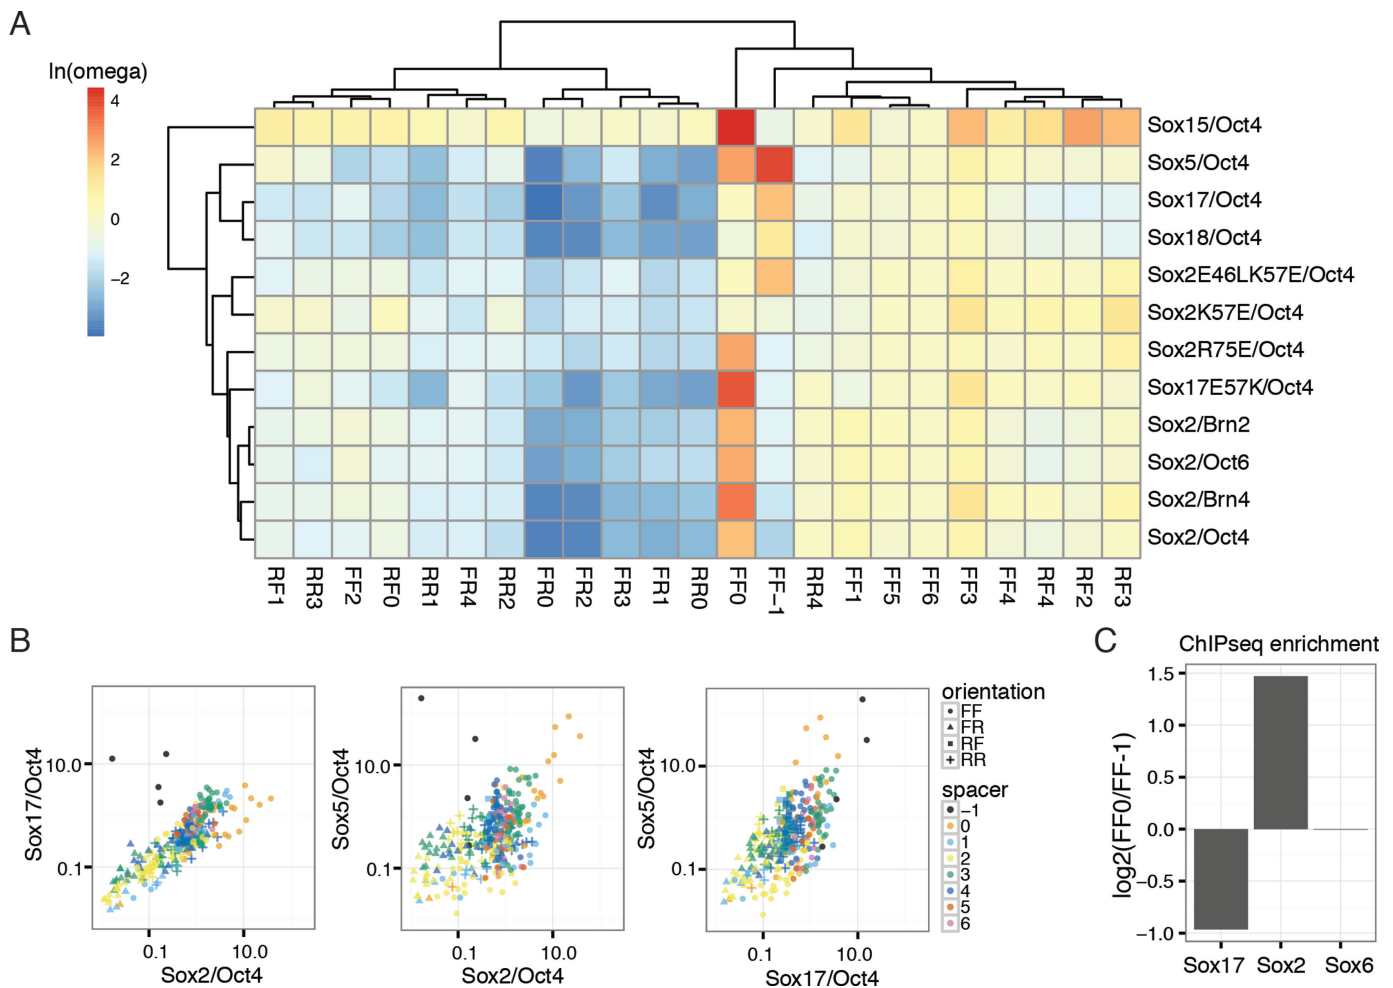 A
ln(omega)
4
2
0
−2
Sox15/Oct4
Sox5/Oct4
Sox17/Oct4
Sox18/Oct4
Sox2E46LK57E/Oct4
Sox2K57E/Oct4
Sox2R75E/Oct4
Sox17E57K/Oct4
Sox2/Brn2
Sox2/Oct6
Sox2/Brn4
Sox2/Oct4
RF1 RR3 FF2 RF0 RR1 FR4 RR2 FR0 FR2 FR3 FR1 RR0 FF0 FF-1 RR4 FF1 FF5 FF6 FF3 FF4 RF4 RF2 RF3
B
Sox17/Oct4
10.0
0.1
0.1 10.0
Sox2/Oct4
Sox5/Oct4
10.0
0.1
0.1 10.0
Sox2/Oct4
Sox5/Oct4
10.0
0.1
0.1 10.0
Sox17/Oct4
orientation
FF
FR
RF
RR
spacer
−1
0
1
2
3
4
5
6
C
ChIPseq enrichment
log2(FF0/FF-1)
1.5
1.0
0.5
0.0
−0.5
−1.0
Sox17 Sox2 Sox6